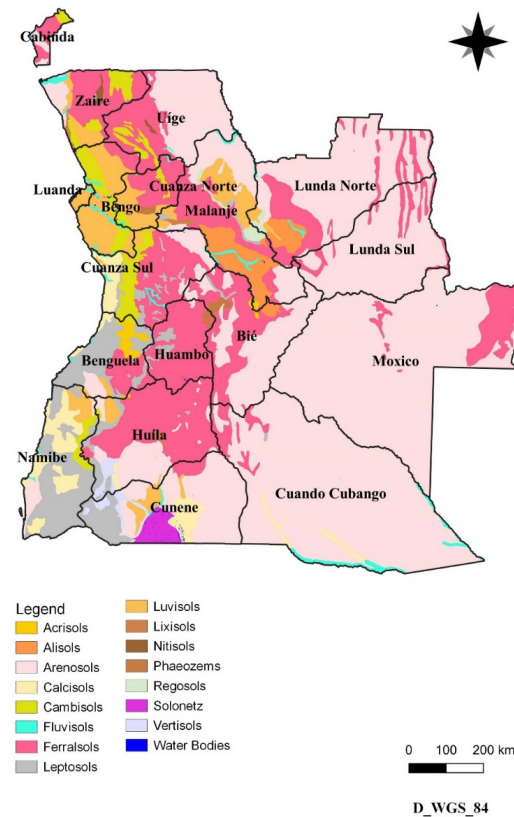 Cabinda
Zaire
Uíge
Luanda
Bengo
Cuanza Norte
Malanje
Lunda Norte
Lunda Sul
Cuanza Sul
Benguela
Huambo
Bié
Moxico
Namibe
Huíla
Cunene
Cuando Cubango
Legend
Acrisols
Alisols
Arenosols
Calcisols
Cambisols
Fluvisols
Ferralsols
Leptosols
Luvisols
Lixisols
Nitisols
Phaeozems
Regosols
Solonetz
Vertisols
Water Bodies
0 100 200 km
D_WGS_84